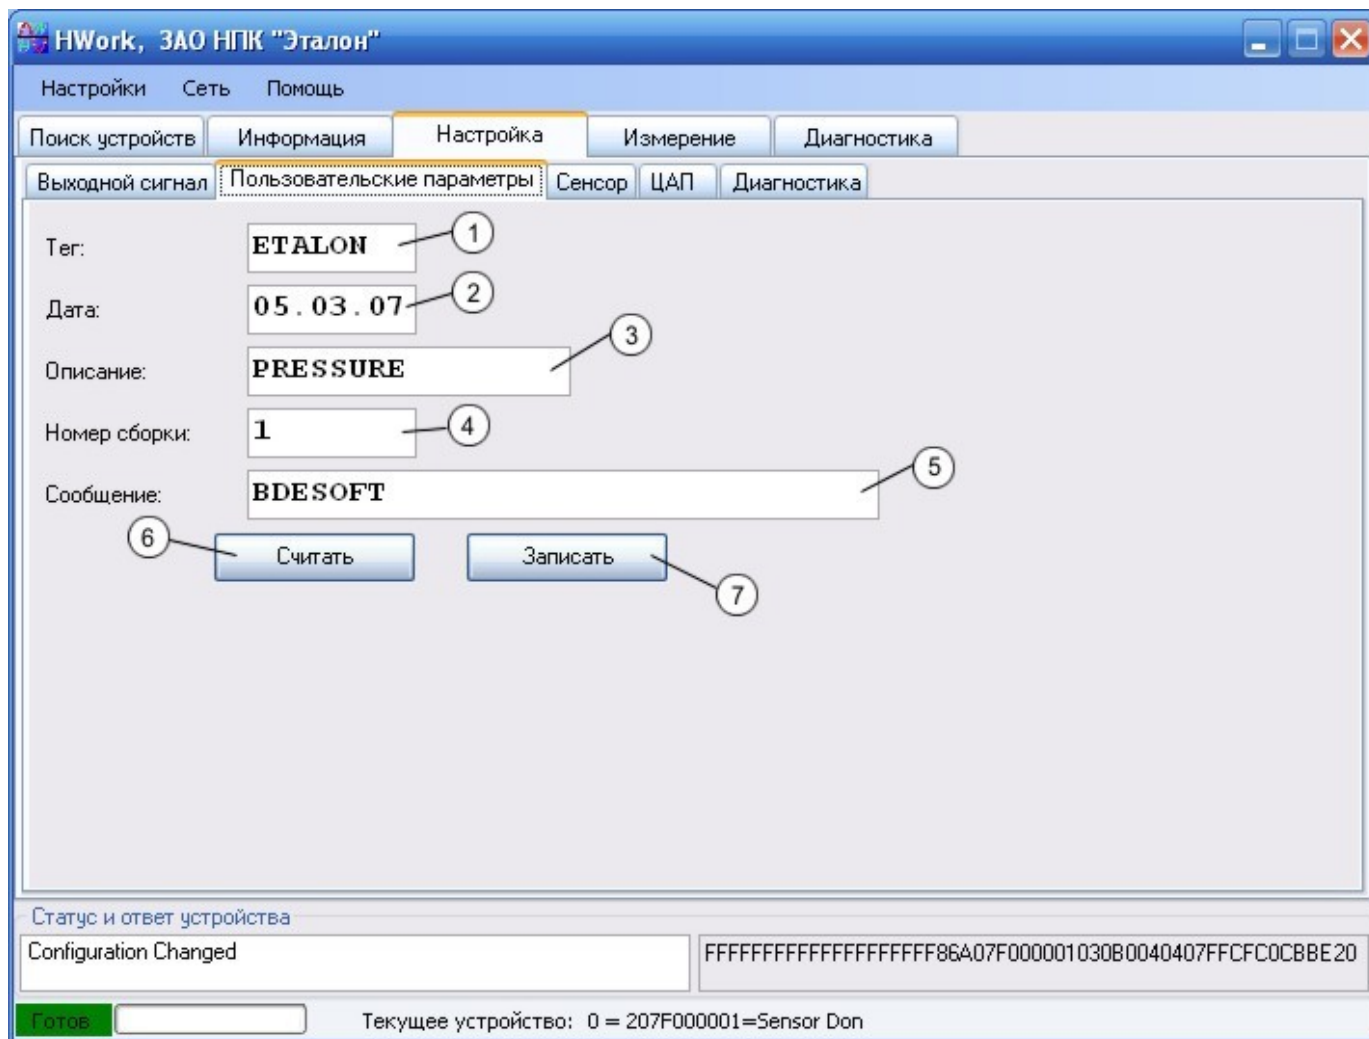 HWork, ЗАО НПК "Эталон"
Настройки Сеть Помощь
Поиск устройств Информация Настройка Измерение Диагностика
Выходной сигнал Пользовательские параметры Сенсор ЦАП Диагностика
Тег: ETALON 1
Дата: 05.03.07 2
Описание: PRESSURE 3
Номер сборки: 1 4
Сообщение: BDESOFT 5
6 Считать Записать 7
Статус и ответ устройства
Configuration Changed FFFFFFFFFFFFFFFFFFFF86A07F000001030B0040407FFCFC0CBBE20
Готов Текущее устройство: 0 = 207F000001=Sensor Don